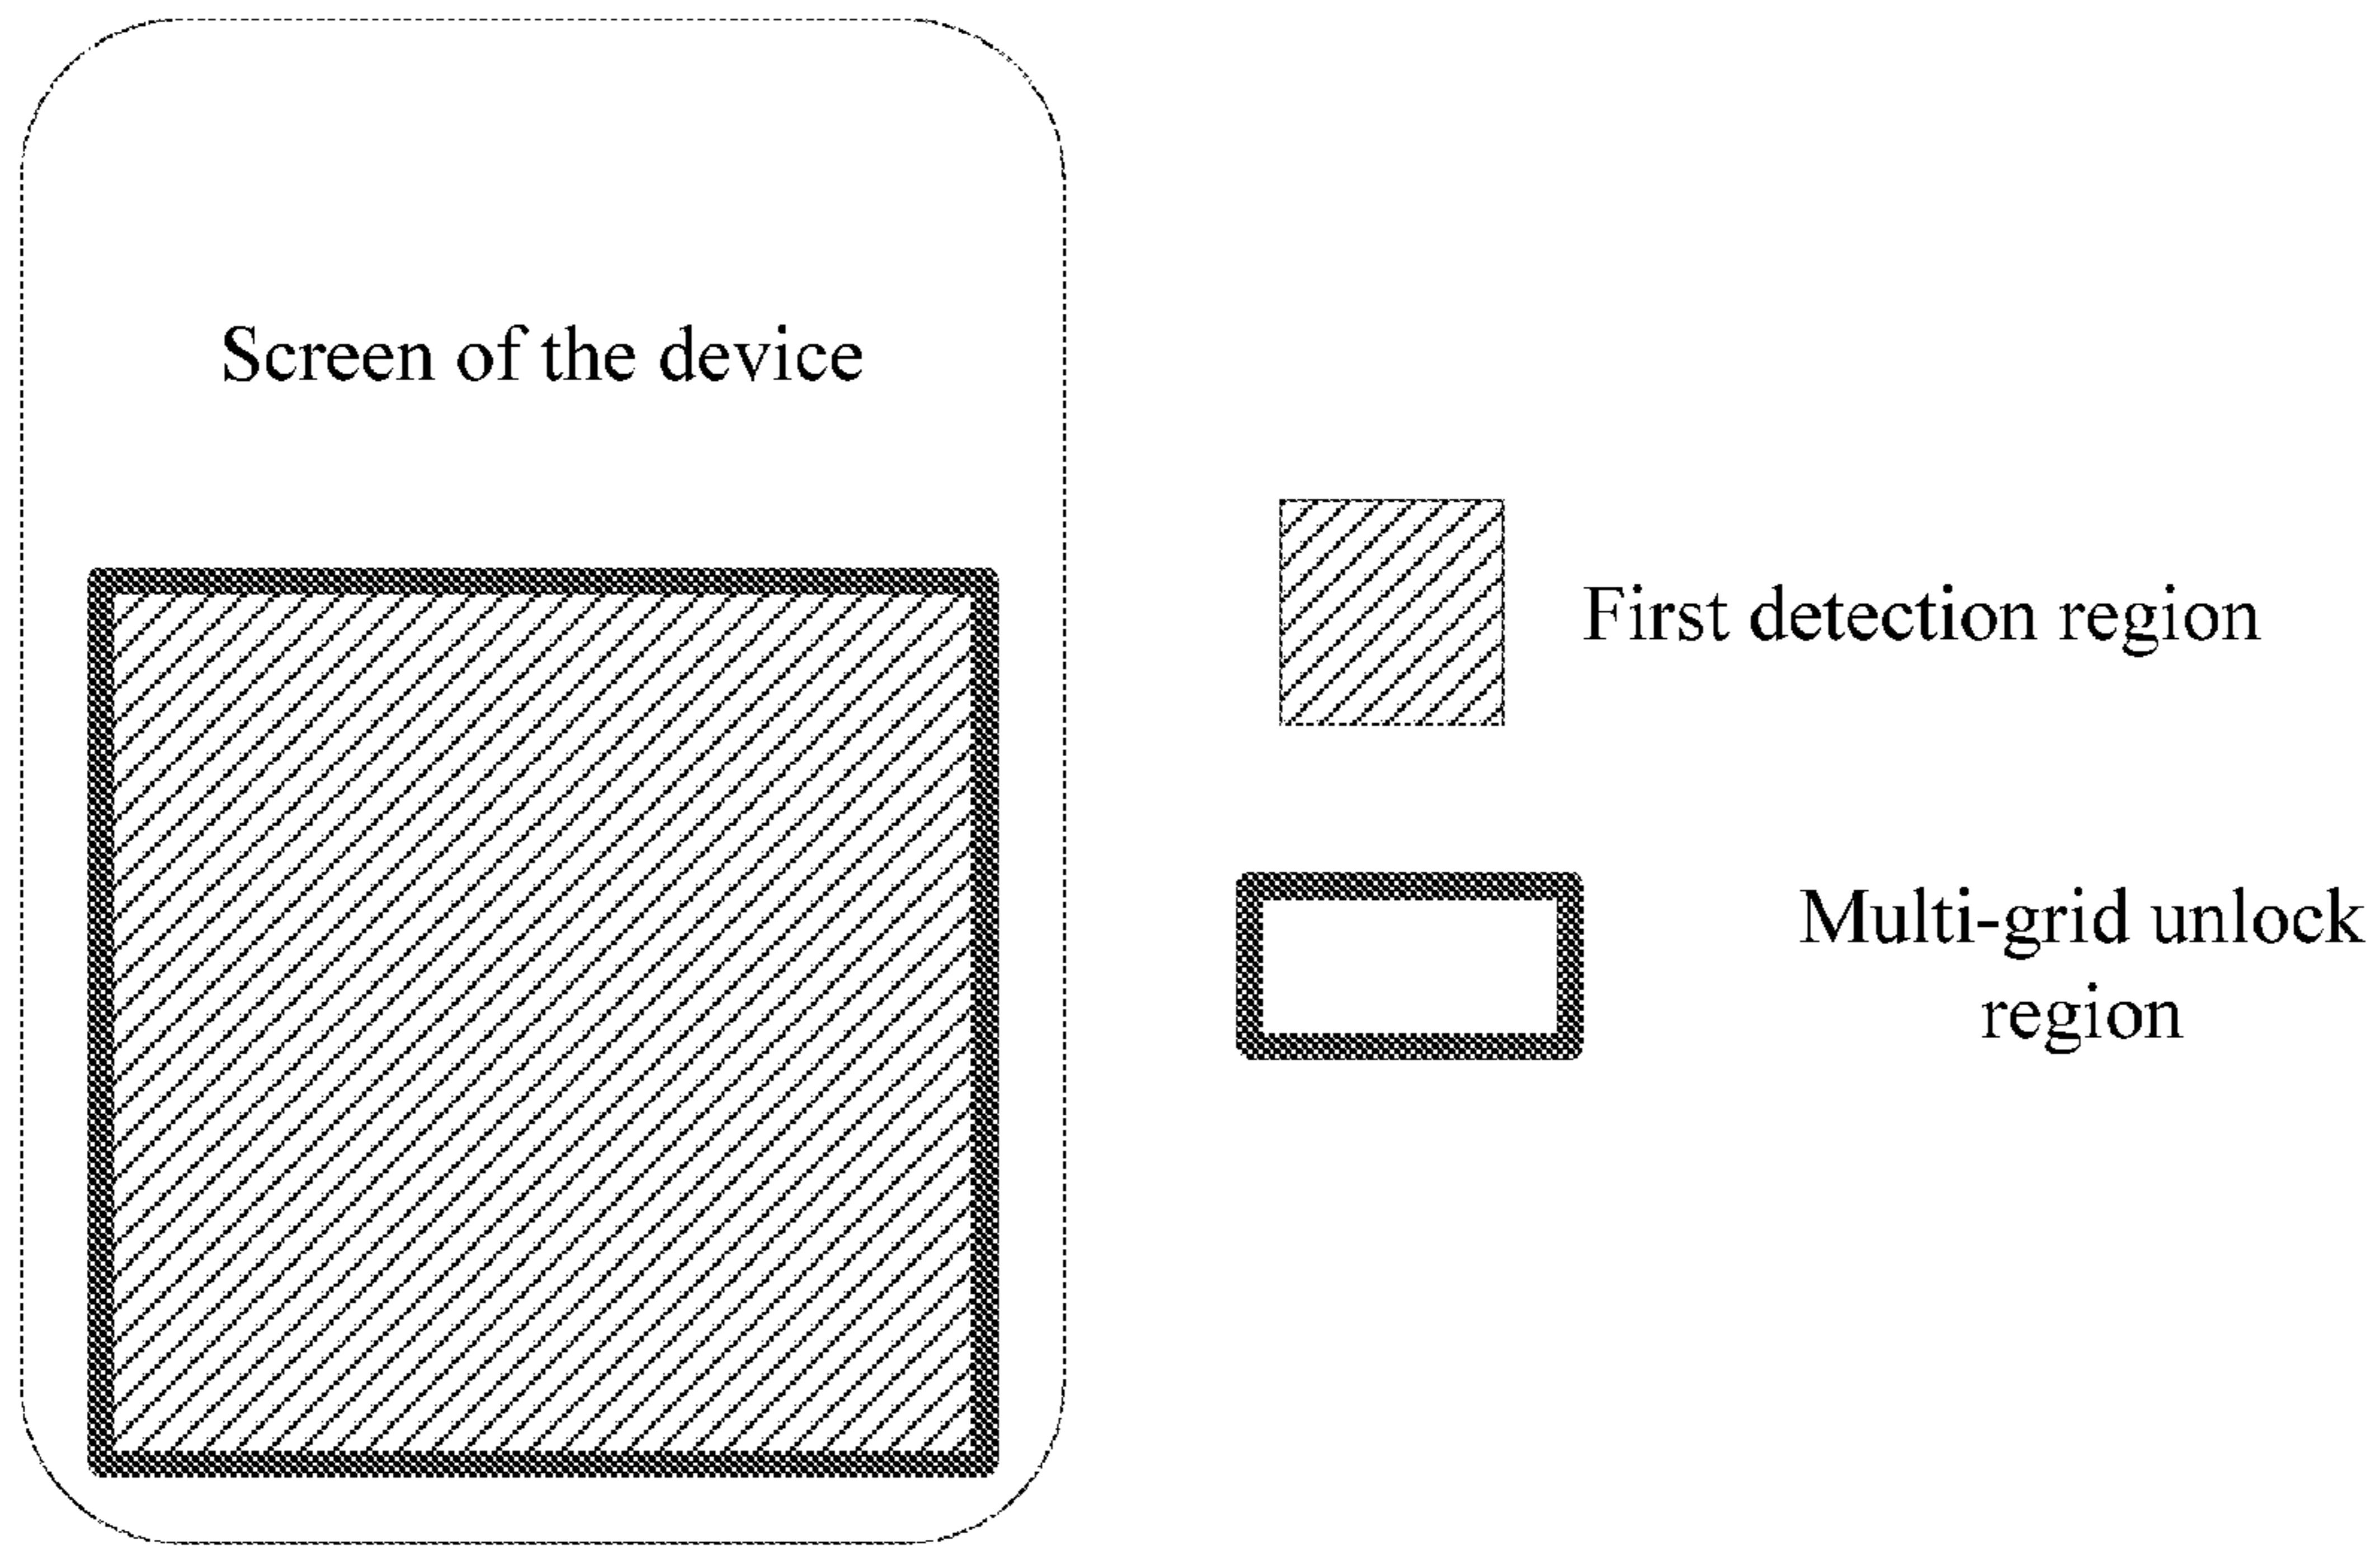 Screen of the device
First detection region
Multi-grid unlock
region